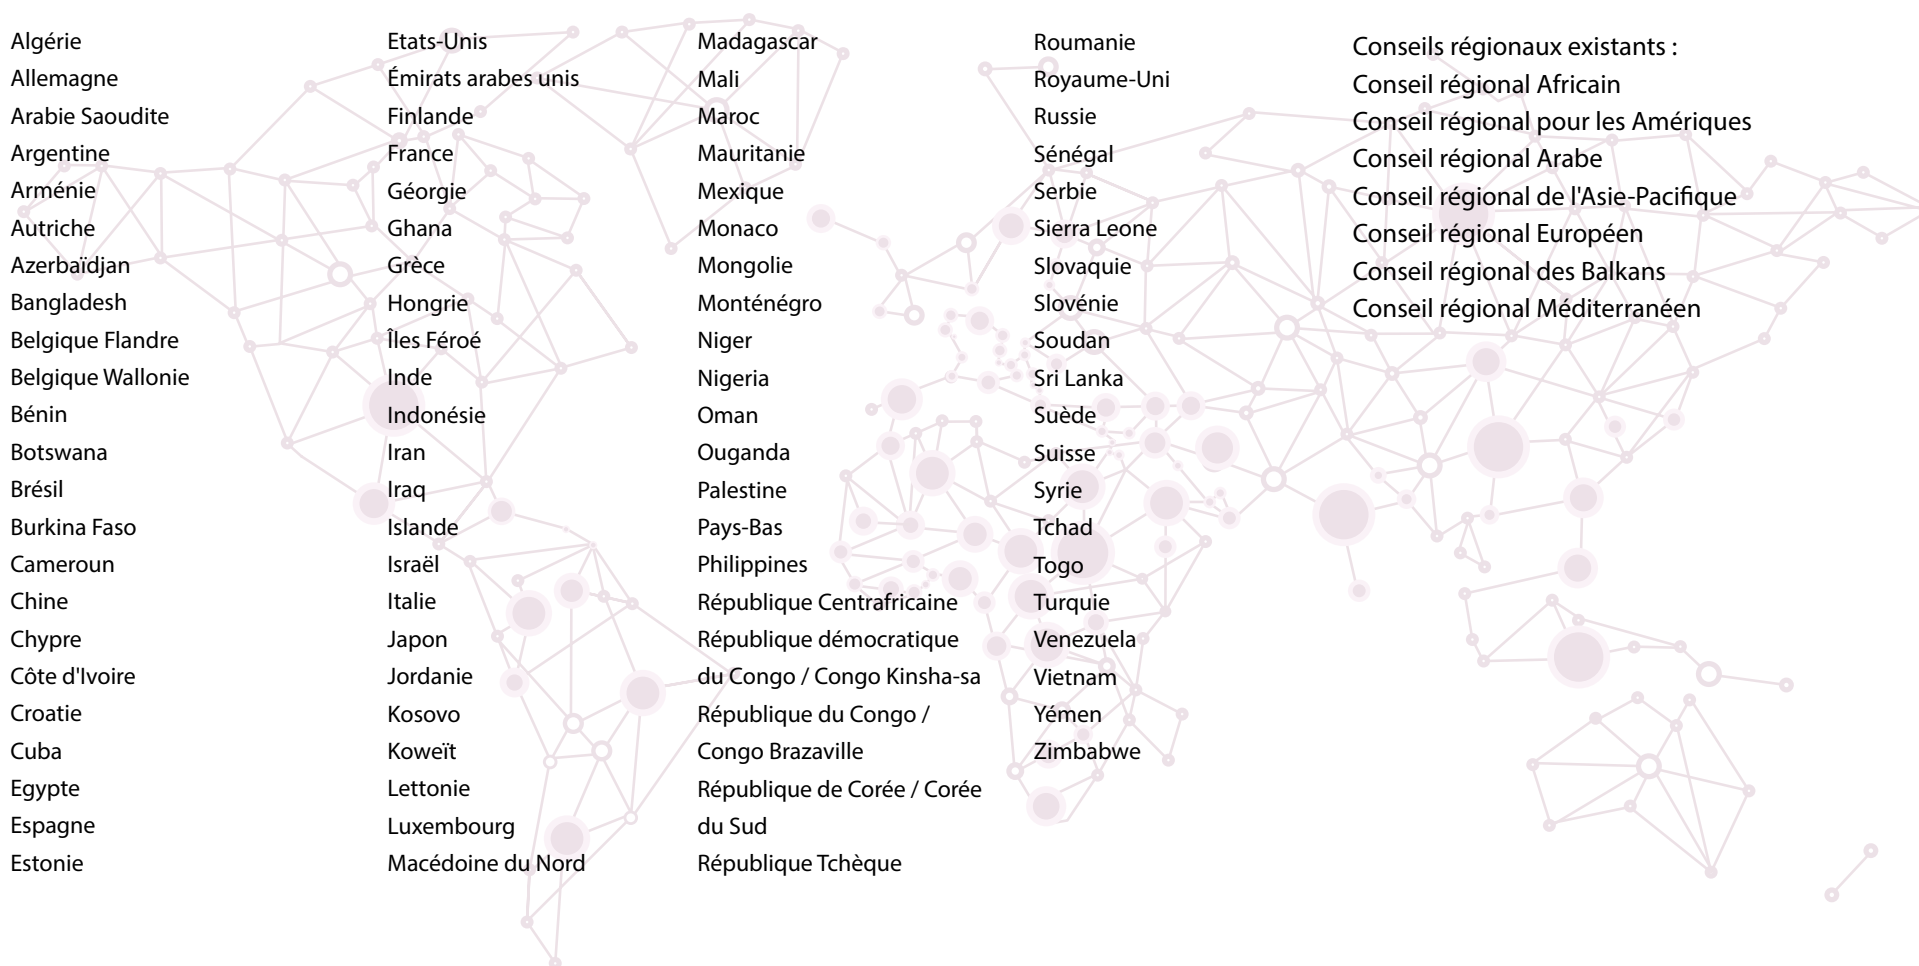 Algérie
Allemagne
Arabie Saoudite
Argentine
Arménie
Autriche
Azerbaïdjan
Bangladesh
Belgique Flandre
Belgique Wallonie
Bénin
Botswana
Brésil
Burkina Faso
Cameroun
Chine
Chypre
Côte d'Ivoire
Croatie
Cuba
Egypte
Espagne
Estonie
Etats-Unis
Émirats arabes unis
Finlande
France
Géorgie
Ghana
Grèce
Hongrie
Îles Féroé
Inde
Indonésie
Iran
Iraq
Islande
Israël
Italie
Japon
Jordanie
Kosovo
Koweït
Lettonie
Luxembourg
Macédoine du Nord
Madagascar
Mali
Maroc
Mauritanie
Mexique
Monaco
Mongolie
Monténégro
Niger
Nigeria
Oman
Ouganda
Palestine
Pays-Bas
Philippines
République Centrafricaine
République démocratique
du Congo / Congo Kinsha-sa
République du Congo /
Congo Brazaville
République de Corée / Corée
du Sud
République Tchèque
Roumanie
Royaume-Uni
Russie
Sénégal
Serbie
Sierra Leone
Slovaquie
Slovénie
Soudan
Sri Lanka
Suède
Suisse
Syrie
Tchad
Togo
Turquie
Venezuela
Vietnam
Yémen
Zimbabwe
Conseils régionaux existants :
Conseil régional Africain
Conseil régional pour les Amériques
Conseil régional Arabe
Conseil régional de l'Asie-Pacifique
Conseil régional Européen
Conseil régional des Balkans
Conseil régional Méditerranéen